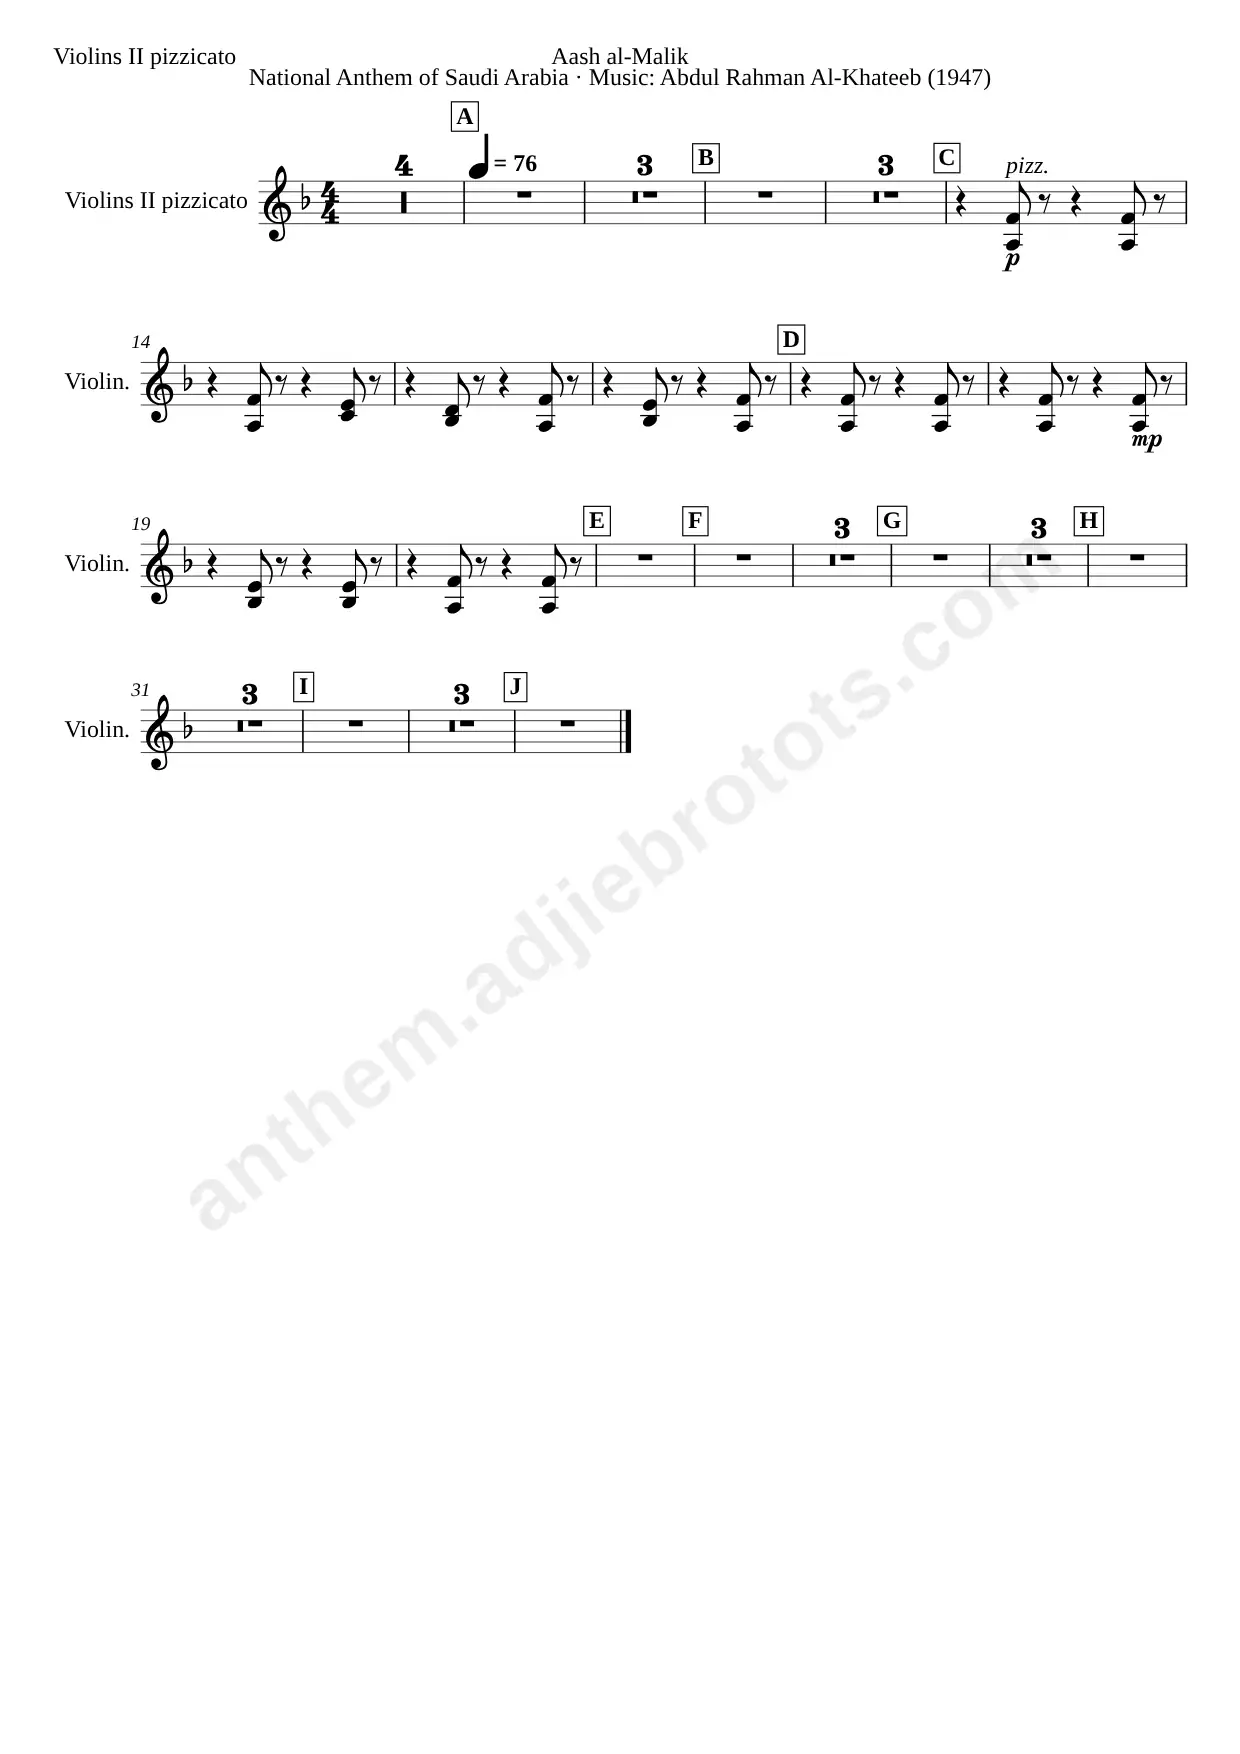 Violins II pizzicato
Aash al-Malik
National Anthem of Saudi Arabia · Music: Abdul Rahman Al-Khateeb (1947)
A
4
= 76
3
B
3
C
pizz.
Violins II pizzicato
4
4
p
14
D
Violin.
mp
19
E
F
3
G
3
H
Violin.
31
3
I
3
J
Violin.
anthem.adjiebrotots.com